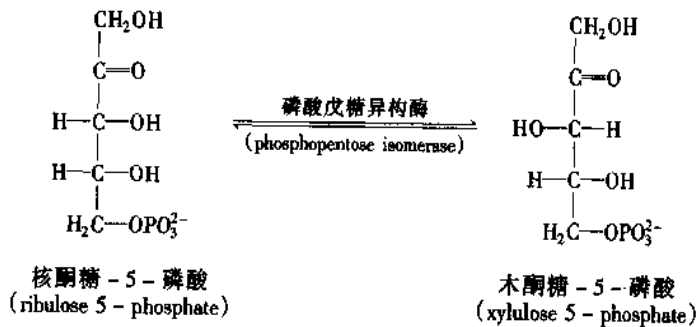 CH₂OH
C=O
H—C—OH
H—C—OH
H₂C—OPO₃²⁻
核酮糖-5-磷酸
(ribulose 5-phosphate)
磷酸戊糖异构酶
(phosphopentose isomerase)
CH₂OH
C=O
HO—C—H
H—C—OH
H₂C—OPO₃²⁻
木酮糖-5-磷酸
(xylulose 5-phosphate)